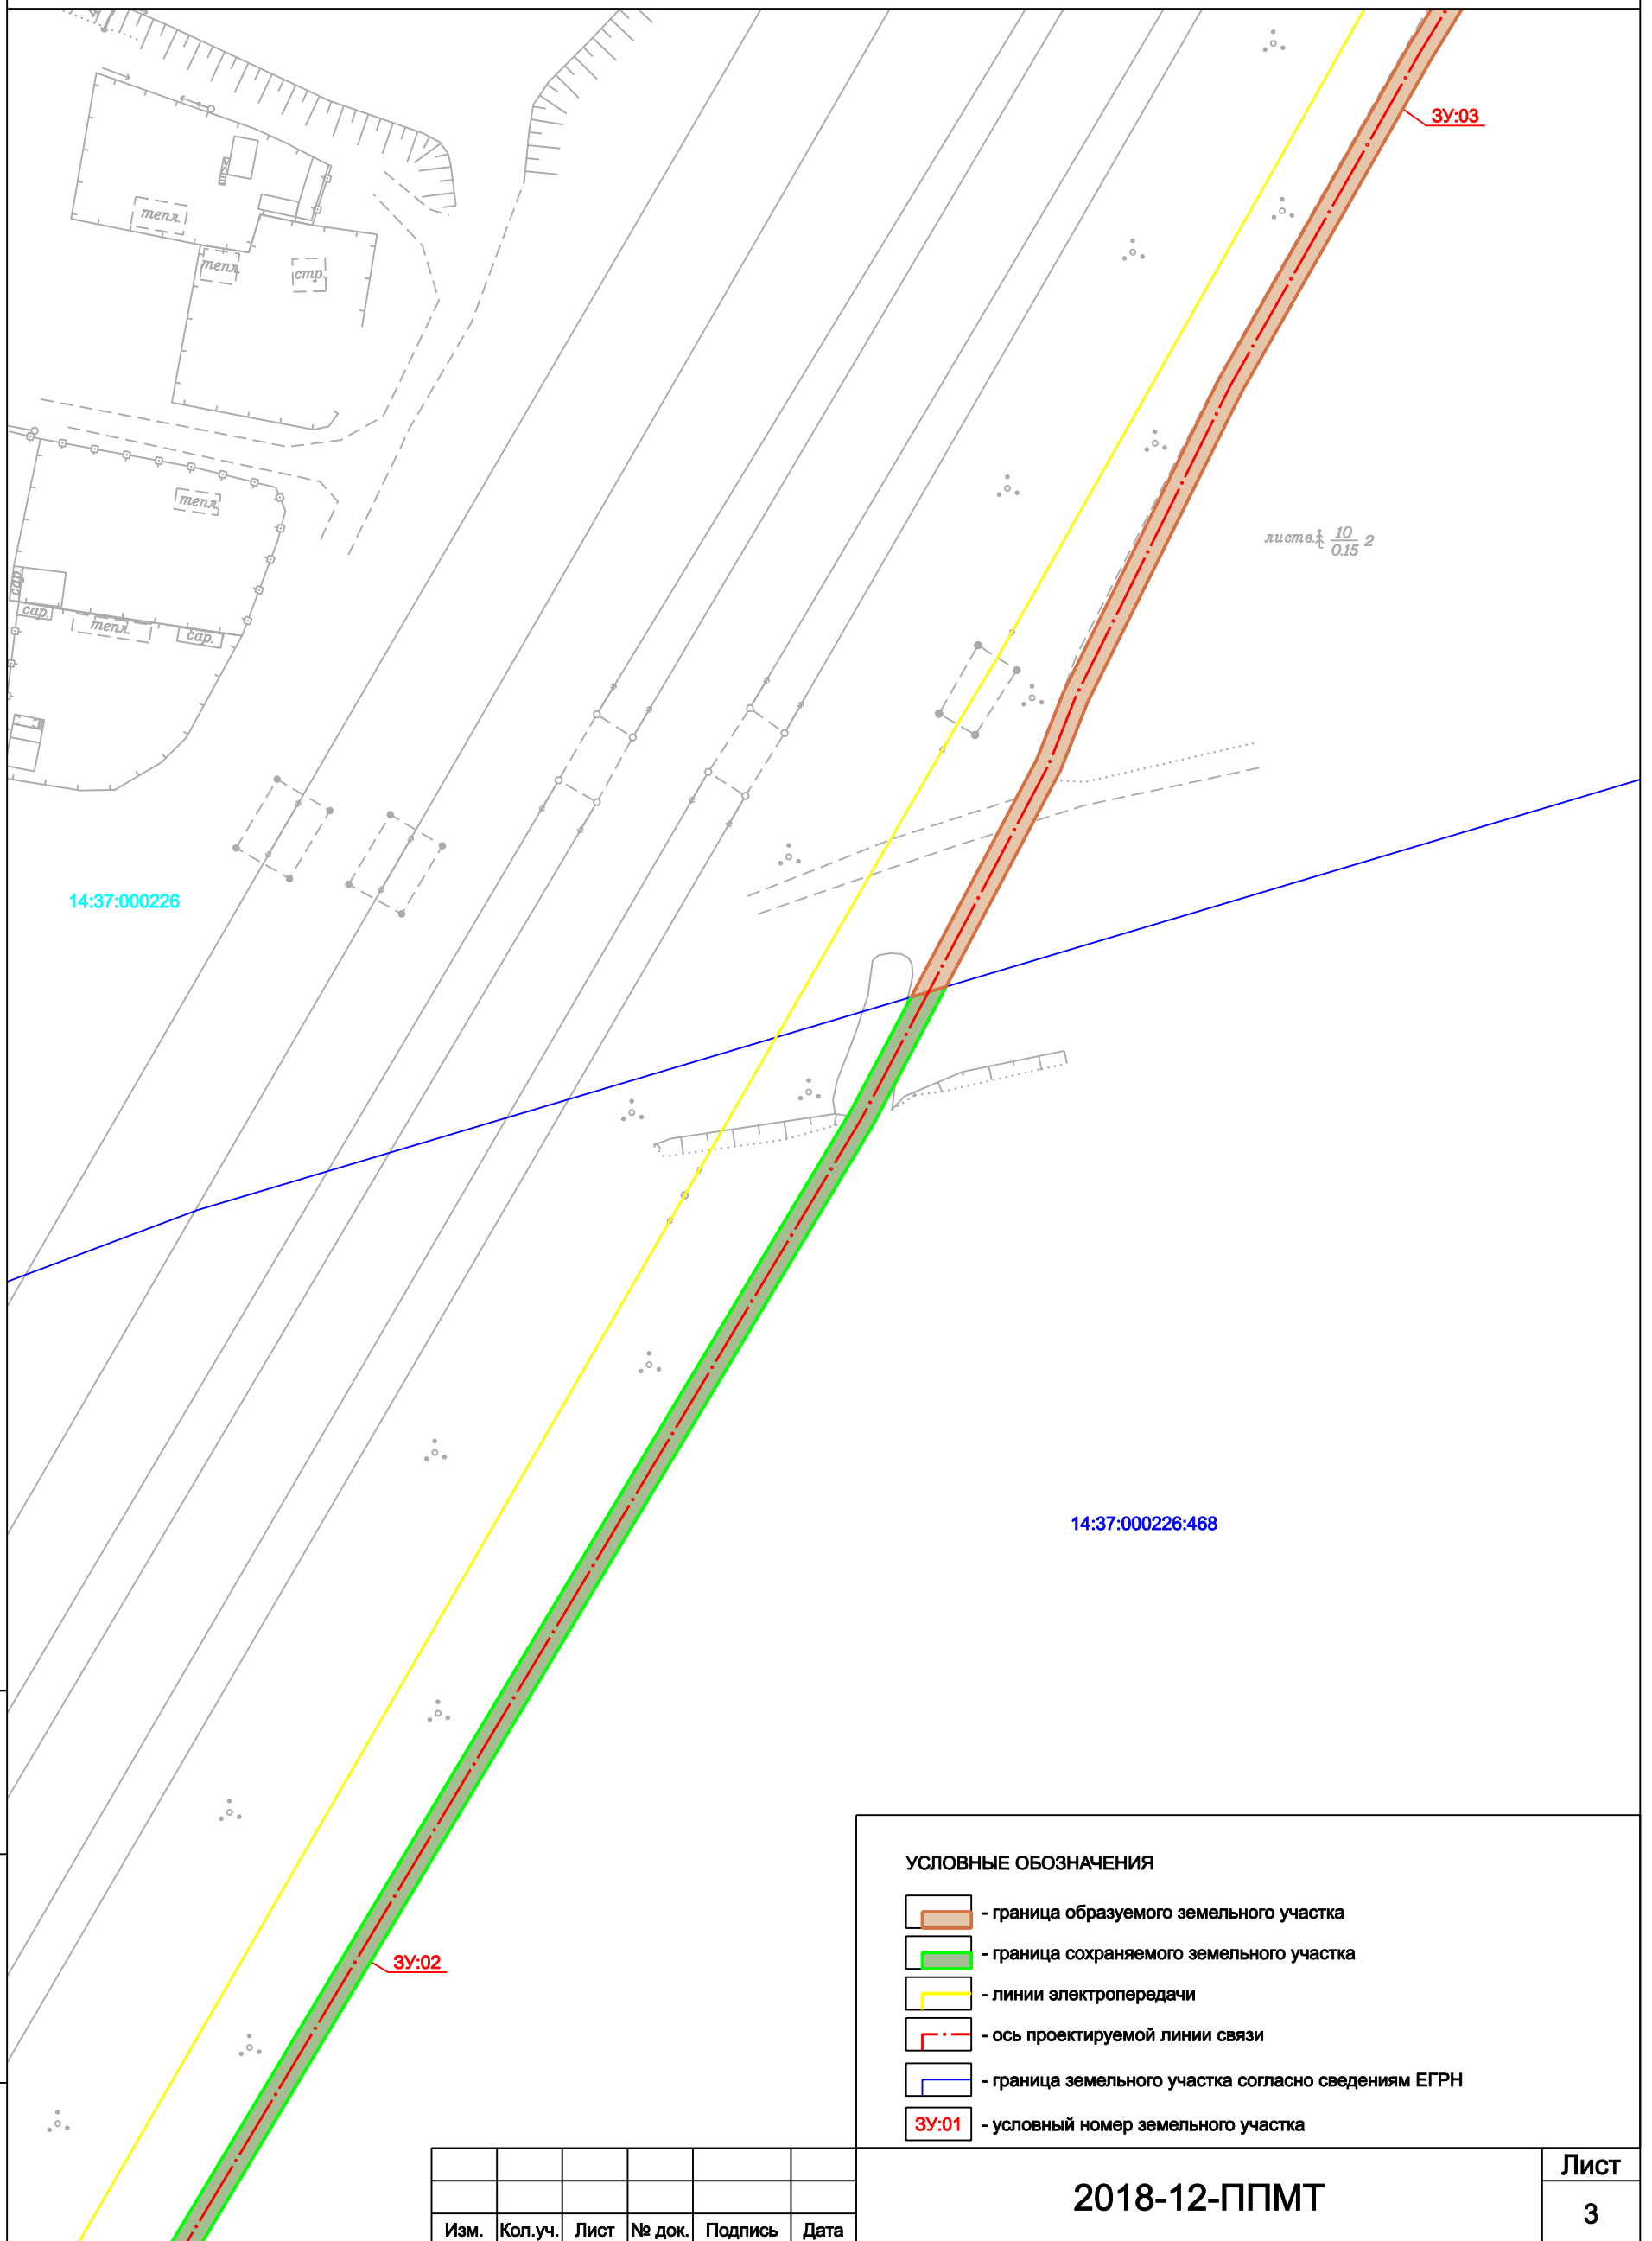 ЗУ:03
тепл.
тепл.
стр.
тепл.
листв. 10 2
0.15
сар.
сар.
тепл.
сар.
14:37:000226
14:37:000226:468
ЗУ:02
УСЛОВНЫЕ ОБОЗНАЧЕНИЯ
- граница образуемого земельного участка
- граница сохраняемого земельного участка
- линии электропередачи
- ось проектируемой линии связи
- граница земельного участка согласно сведениям ЕГРН
ЗУ:01 - условный номер земельного участка
2018-12-ППМТ
Лист
3
Изм. Кол.уч. Лист № док. Подпись Дата